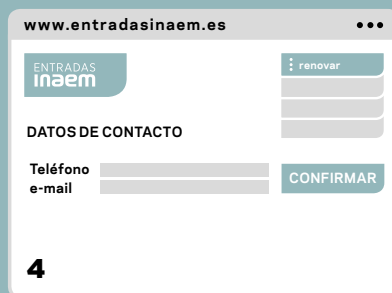 www.entradasinaem.es
ENTRADAS
inaem
renovar
DATOS DE CONTACTO
Teléfono
e-mail
CONFIRMAR
4